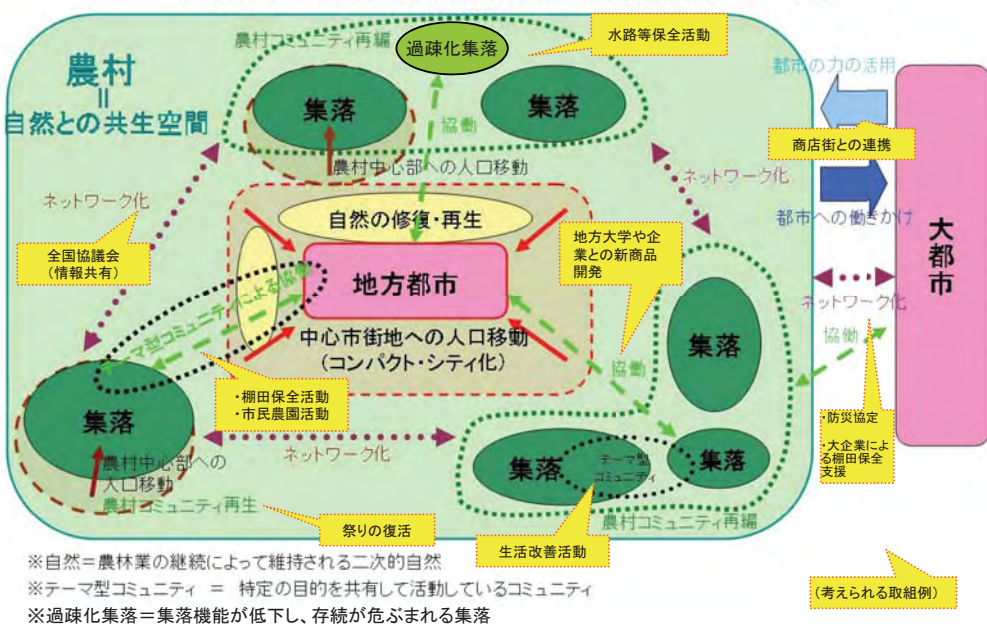 農村コミュニティ再編
過疎化集落
水路等保全活動
農村
＝
自然との共生空間
集落
集落
協働
農村中心部への人口移動
都市の力の活用
商店街との連携
都市への働きかけ
大都市
ネットワーク化
ネットワーク化
全国協議会
(情報共有)
自然の修復・再生
地方都市
中心市街地への人口移動
(コンパクト・シティ化)
地方大学や企
業との新商品
開発
ネットワーク化
協働
協働
集落
マ型コミュニティによる協働
・棚田保全活動
・市民農園活動
集落
農村中心部への
人口移動
農村コミュニティ再生
ネットワーク化
祭りの復活
集落
テーマ型
コミュニティ
集落
生活改善活動
農村コミュニティ再編
・防災協定
・大企業によ
る棚田保全
支援
※自然＝農林業の継続によって維持される二次的自然
※テーマ型コミュニティ ＝ 特定の目的を共有して活動しているコミュニティ
※過疎化集落＝集落機能が低下し、存続が危ぶまれる集落
(考えられる取組例)